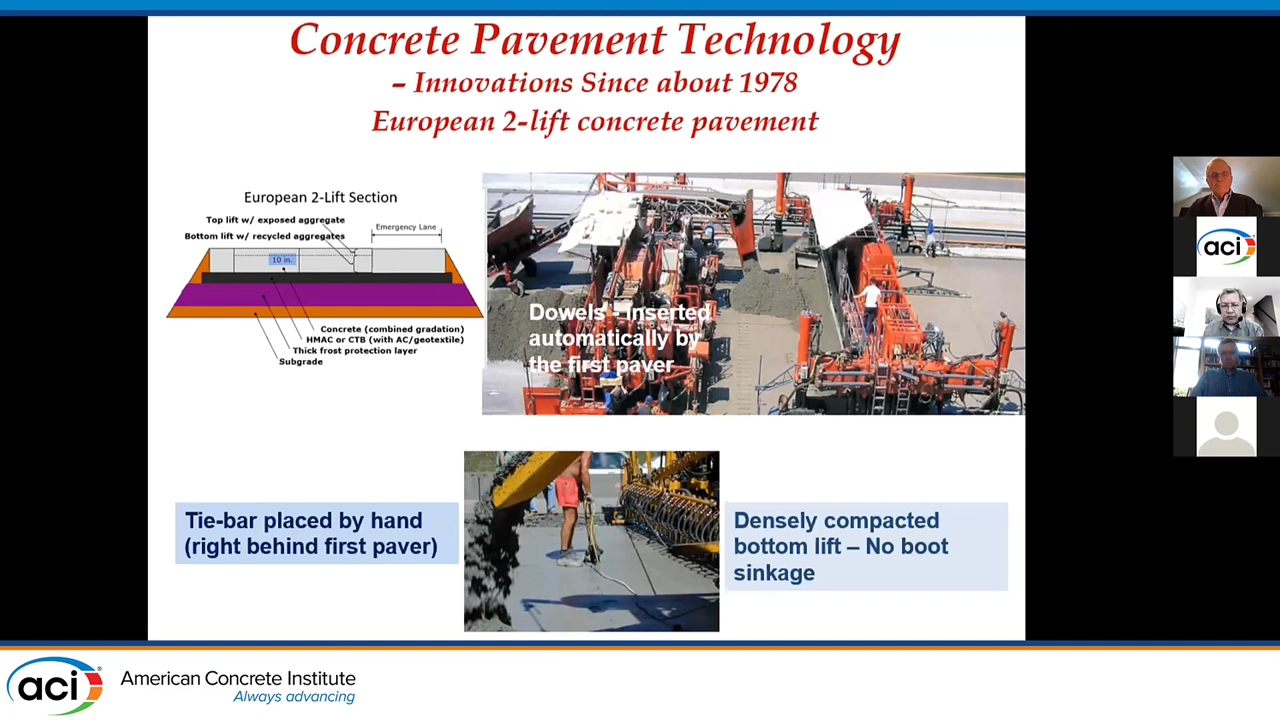 Concrete Pavement Technology
– Innovations Since about 1978
European 2-lift concrete pavement
European 2-Lift Section
Top lift w/ exposed aggregate
Bottom lift w/ recycled aggregates
Emergency Lane
10 in.
Concrete (combined gradation)
HMAC or CTB (with AC/geotextile)
Thick frost protection layer
Subgrade
Dowels - inserted
automatically by
the first paver
Tie-bar placed by hand
(right behind first paver)
Densely compacted
bottom lift – No boot
sinkage
aci
aci®
American Concrete Institute
Always advancing